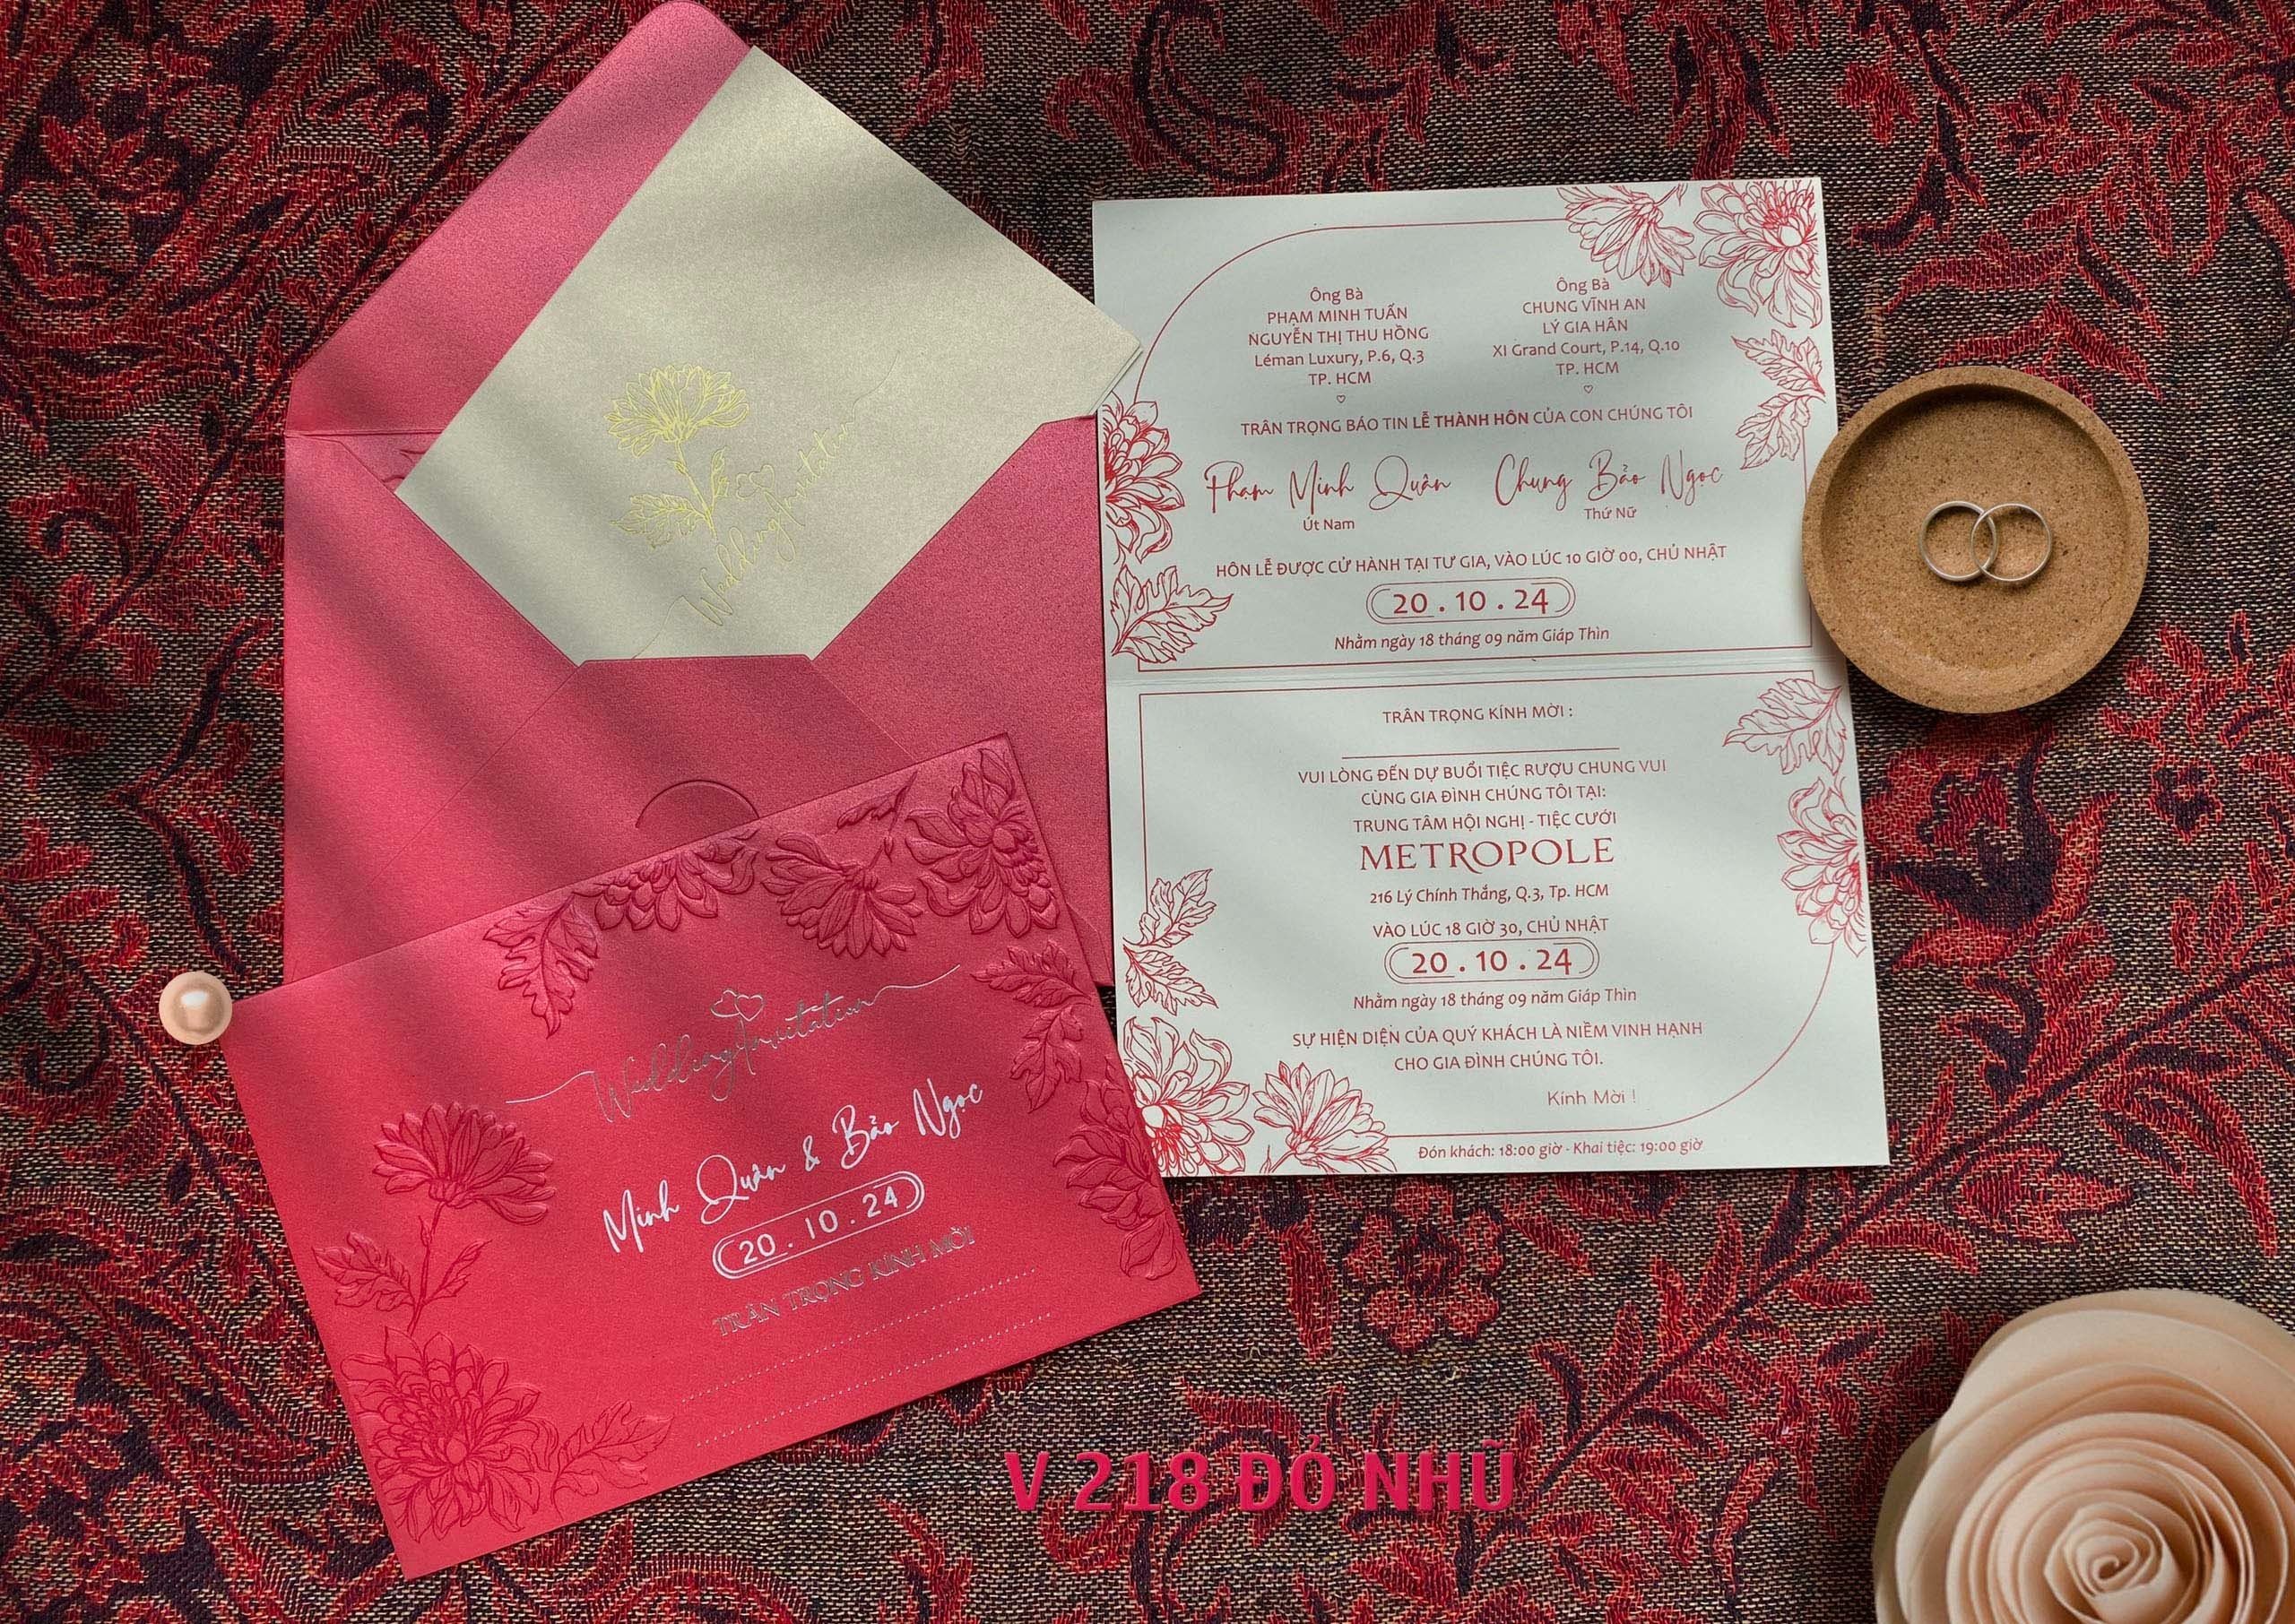 Wedding Invitation
Ông Bà
PHẠM MINH TUẤN
NGUYỄN THỊ THU HỒNG
Léman Luxury, P.6, Q.3
TP. HCM
Ông Bà
CHUNG VĨNH AN
LÝ GIA HÂN
XI Grand Court, P.14, Q.10
TP. HCM
TRÂN TRỌNG BÁO TIN LỄ THÀNH HÔN CỦA CON CHÚNG TÔI
Phạm Minh Quân Chung Bảo Ngọc
Út Nam Thứ Nữ
HÔN LỄ ĐƯỢC CỬ HÀNH TẠI TƯ GIA, VÀO LÚC 10 GIỜ 00, CHỦ NHẬT
20 . 10 . 24
Nhằm ngày 18 tháng 09 năm Giáp Thìn
TRÂN TRỌNG KÍNH MỜI :
VUI LÒNG ĐẾN DỰ BUỔI TIỆC RƯỢU CHUNG VUI
CÙNG GIA ĐÌNH CHÚNG TÔI TẠI:
TRUNG TÂM HỘI NGHỊ - TIỆC CƯỚI
METROPOLE
216 Lý Chính Thắng, Q.3, Tp. HCM
VÀO LÚC 18 GIỜ 30, CHỦ NHẬT
20 . 10 . 24
Nhằm ngày 18 tháng 09 năm Giáp Thìn
SỰ HIỆN DIỆN CỦA QUÝ KHÁCH LÀ NIỀM VINH HẠNH
CHO GIA ĐÌNH CHÚNG TÔI.
Kính Mời !
Đón khách: 18:00 giờ - Khai tiệc: 19:00 giờ
Wedding Invitation
Minh Quân & Bảo Ngọc
20 . 10 . 24
TRÂN TRỌNG KÍNH MỜI
V 218 ĐỎ NHŨ